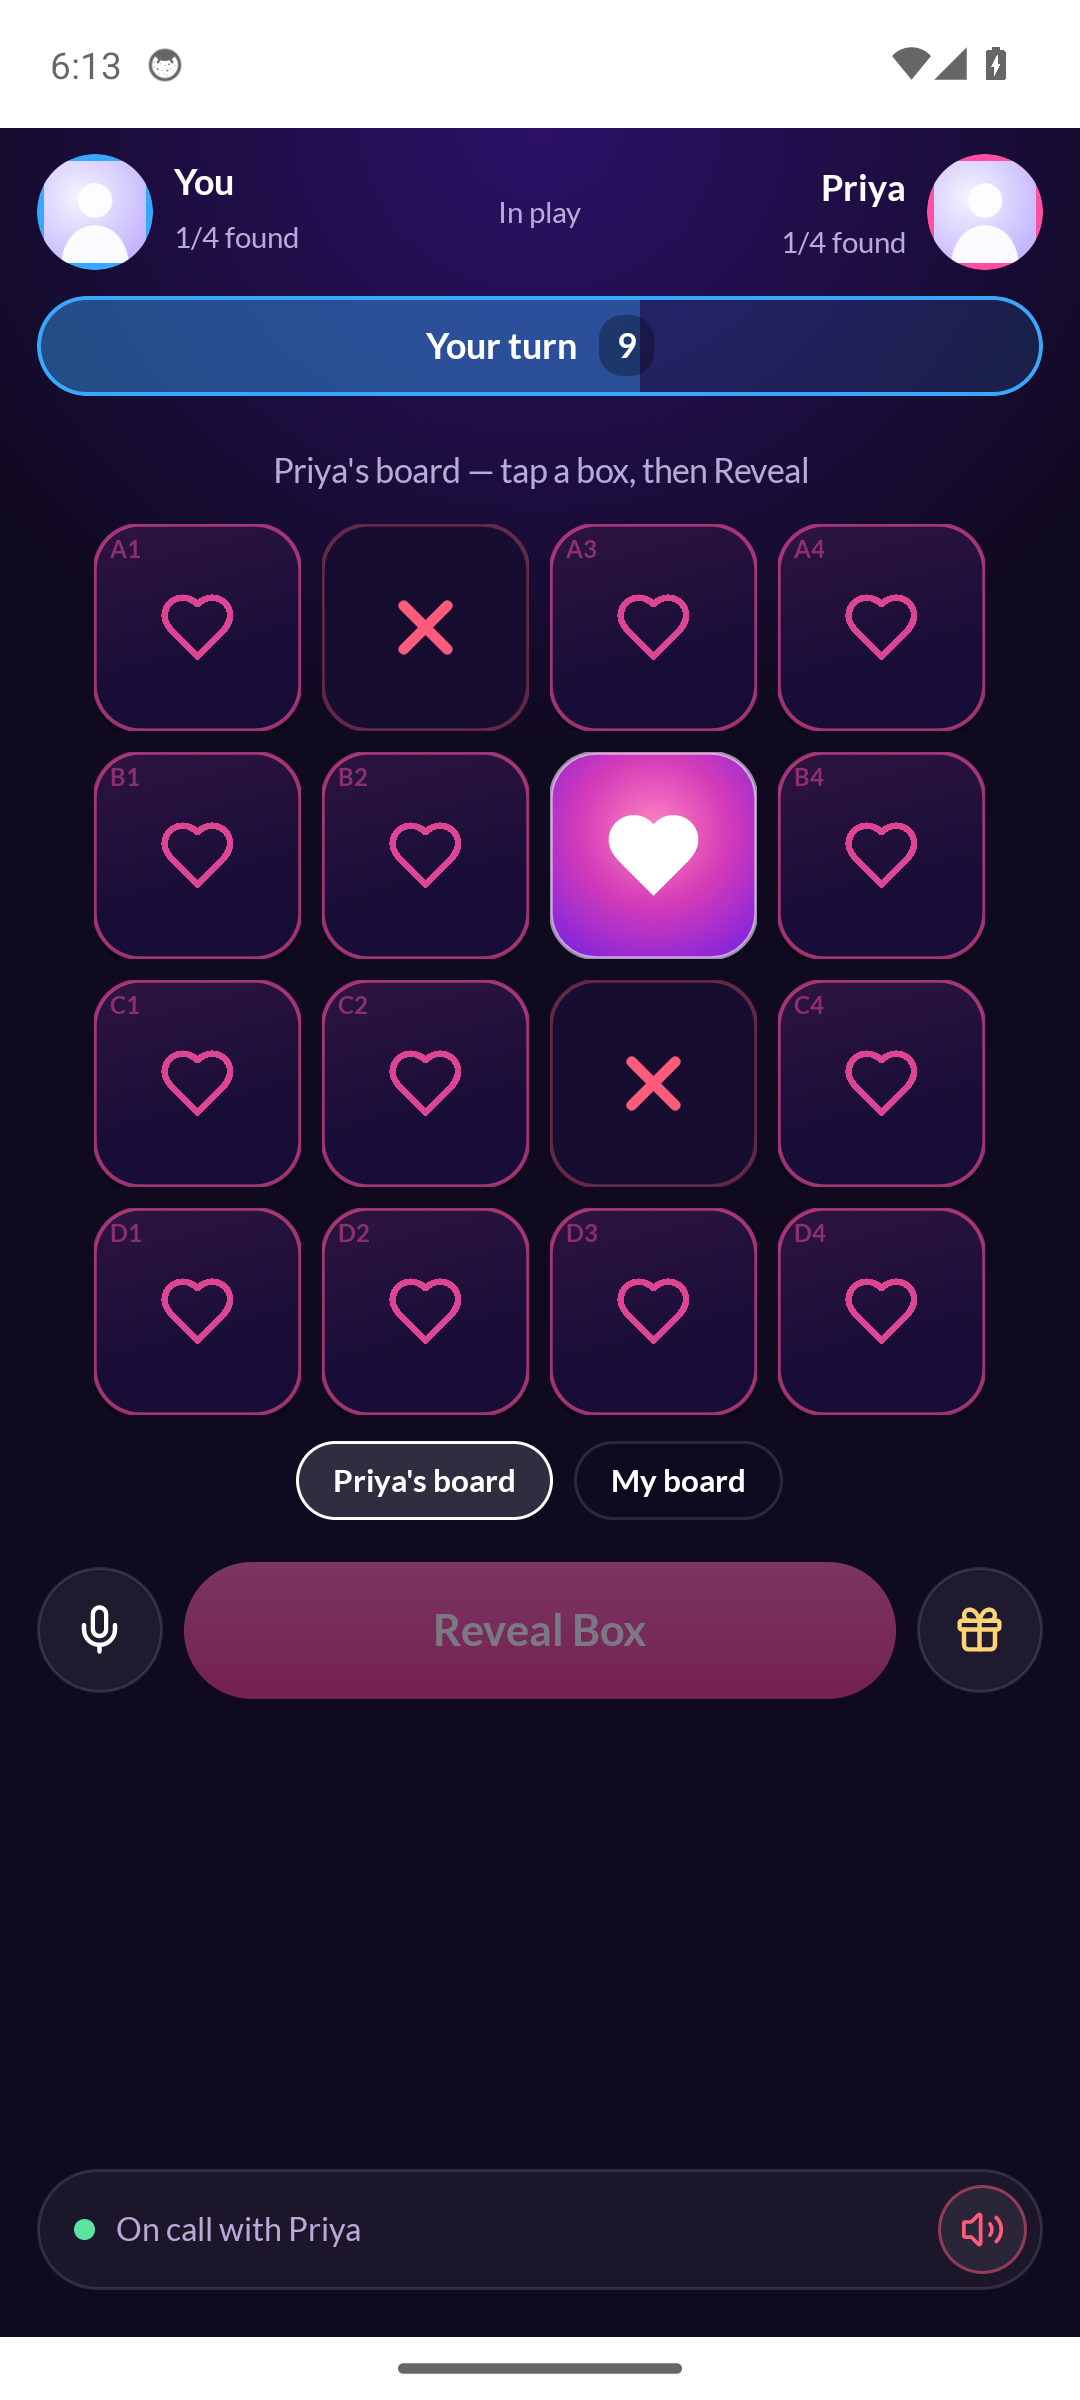 6:13
You
1/4 found
In play
Priya
1/4 found
Your turn 9
Priya's board — tap a box, then Reveal
A1 A3 A4
B1 B2 B4
C1 C2 C4
D1 D2 D3 D4
Priya's board My board
Reveal Box
On call with Priya